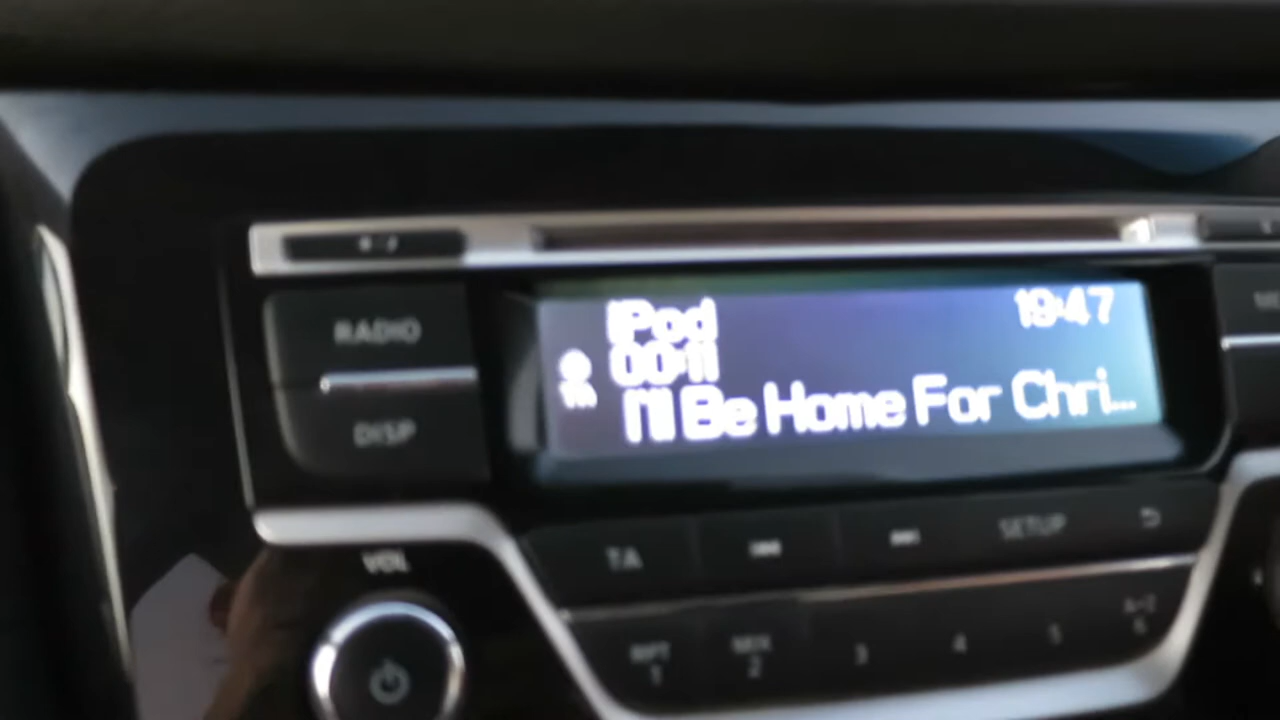 RADIO
DISP
iPod
19:47
00:11
I'll Be Home For Chri...
TA
SETUP
VOL
RPT
1
MIX
2
3
4
5
A-Z
6